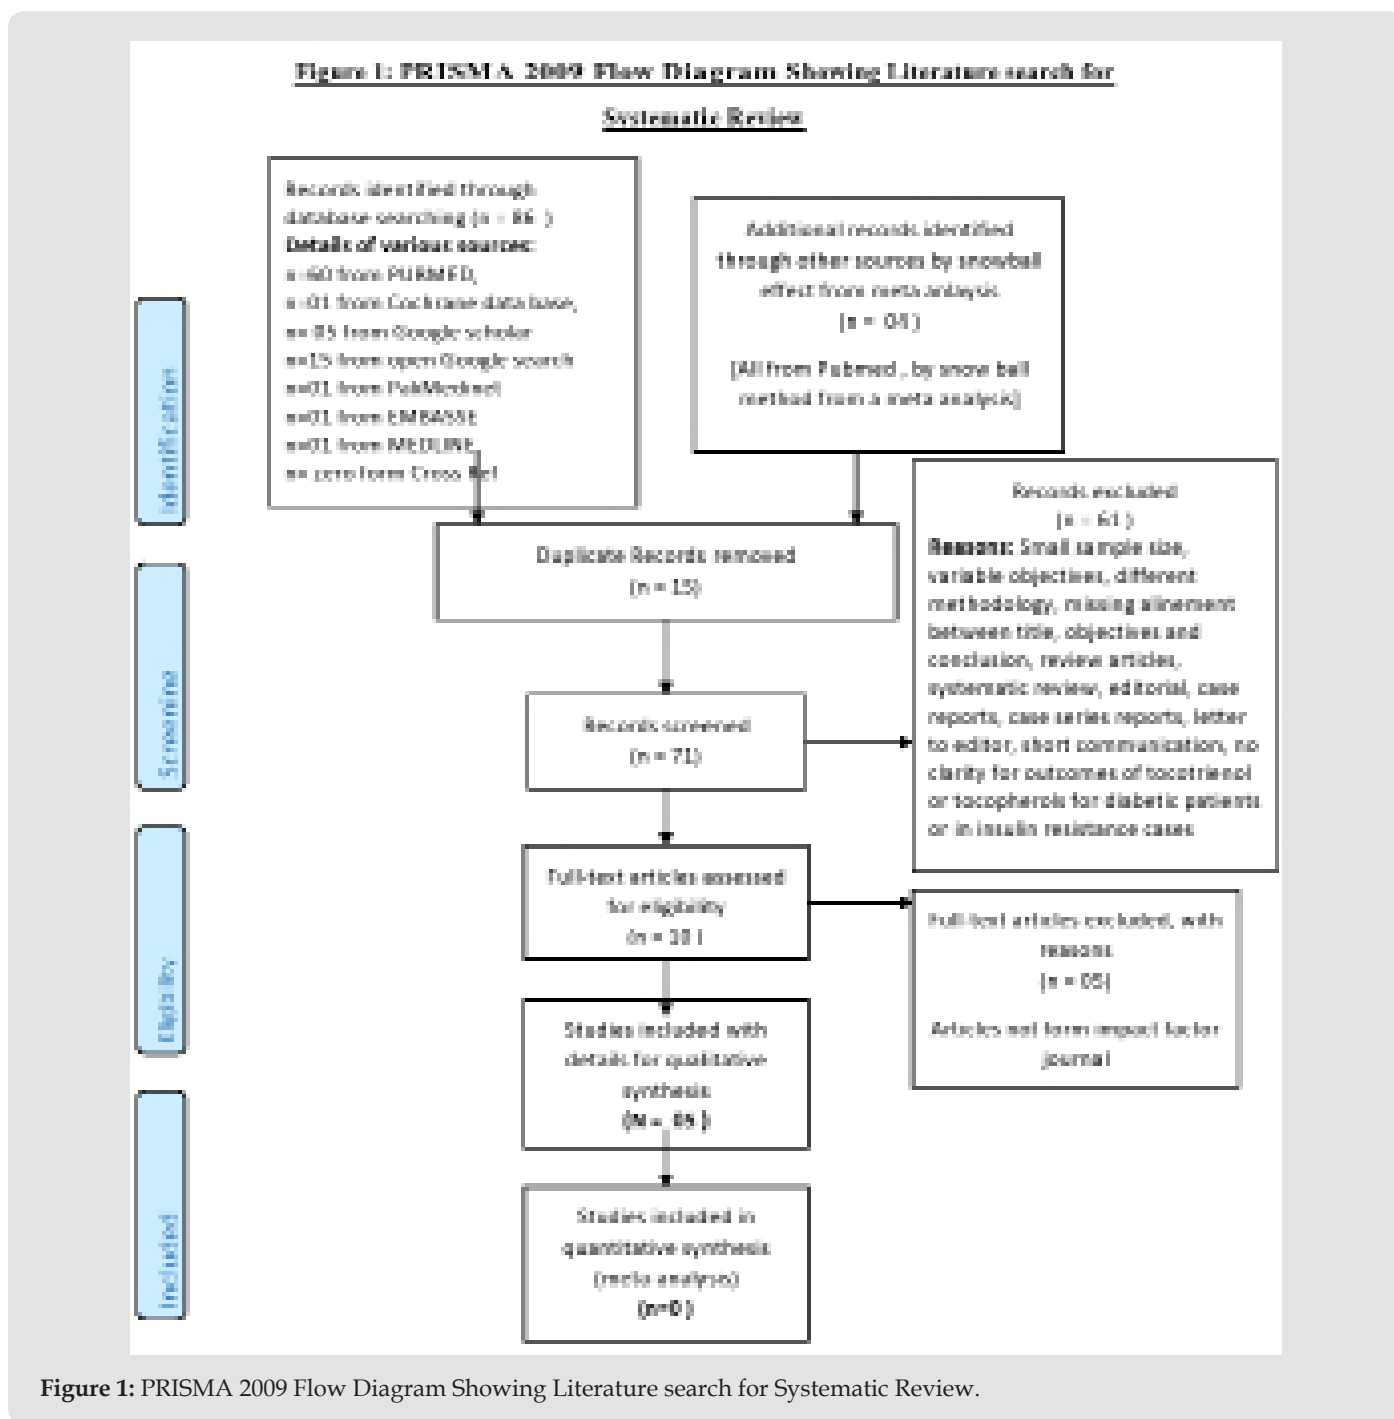 Figure 1: PRISMA 2009 Flow Diagram Showing Literature search for
Systematic Review
Records identified through
database searching (n = 86 )
Details of various sources:
n=60 from PUBMED,
n=01 from Cochrane data base,
n= 05 from Google scholar
n=15 from open Google search
n=01 from PakMedinet
n=01 from EMBASSE
n=01 from MEDLINE
n= zero form Cross Ref
Additional records identified
through other sources by snowball
effect from meta anlaysis
(n = 04)
[All from Pubmed , by snow ball
method from a meta analysis]
Identification
Duplicate Records removed
(n = 15)
Records excluded
(n = 61)
Reasons: Small sample size,
variable objectives, different
methodology, missing alinement
between title, objectives and
conclusion, review articles,
systematic review, editorial, case
reports, case series reports, letter
to editor, short communication, no
clarity for outcomes of tocotrienol
or tocopherols for diabetic patients
or in insulin resistance cases
Screening
Records screened
(n = 71)
Full-text articles assessed
for eligibility
(n = 10 )
Full-text articles excluded, with
reasons
(n = 05)
Articles not form impact factor
journal
Eligibility
Studies included with
details for qualitative
synthesis
(N = 05 )
Included
Studies included in
quantitative synthesis
(meta-analysis)
(n=0 )
Figure 1: PRISMA 2009 Flow Diagram Showing Literature search for Systematic Review.